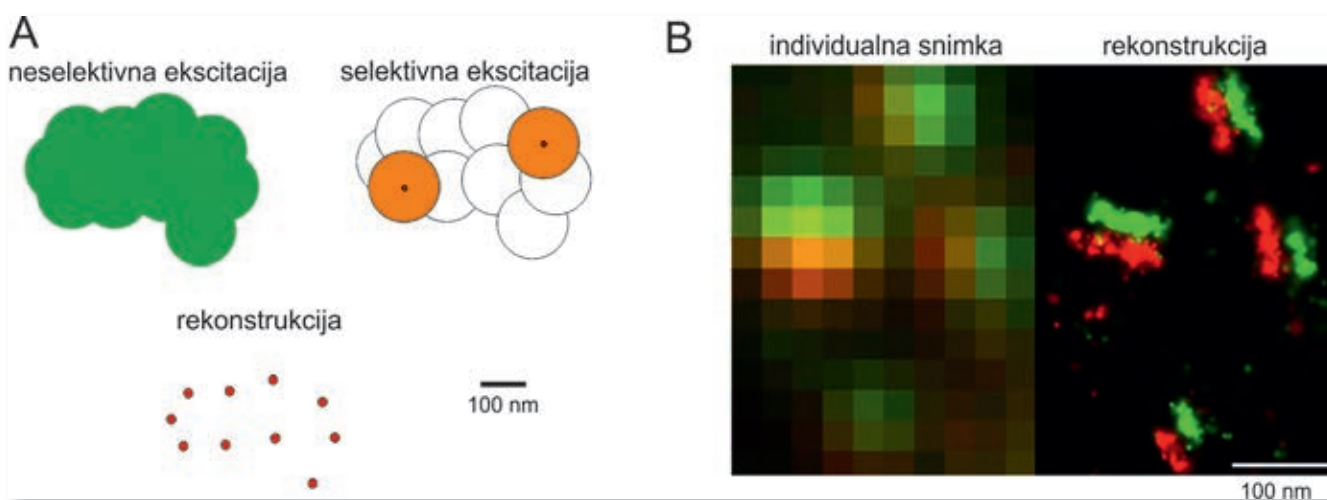 A
neselektivna ekscitacija
selektivna ekscitacija
rekonstrukcija
100 nm
B
individualna snimka
rekonstrukcija
100 nm